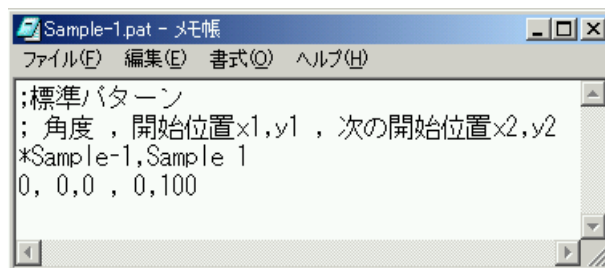 Sample-1.pat - メモ帳
ファイル(F) 編集(E) 書式(O) ヘルプ(H)
;標準パターン
; 角度 , 開始位置x1,y1 , 次の開始位置x2,y2
*Sample-1,Sample 1
0, 0,0 , 0,100